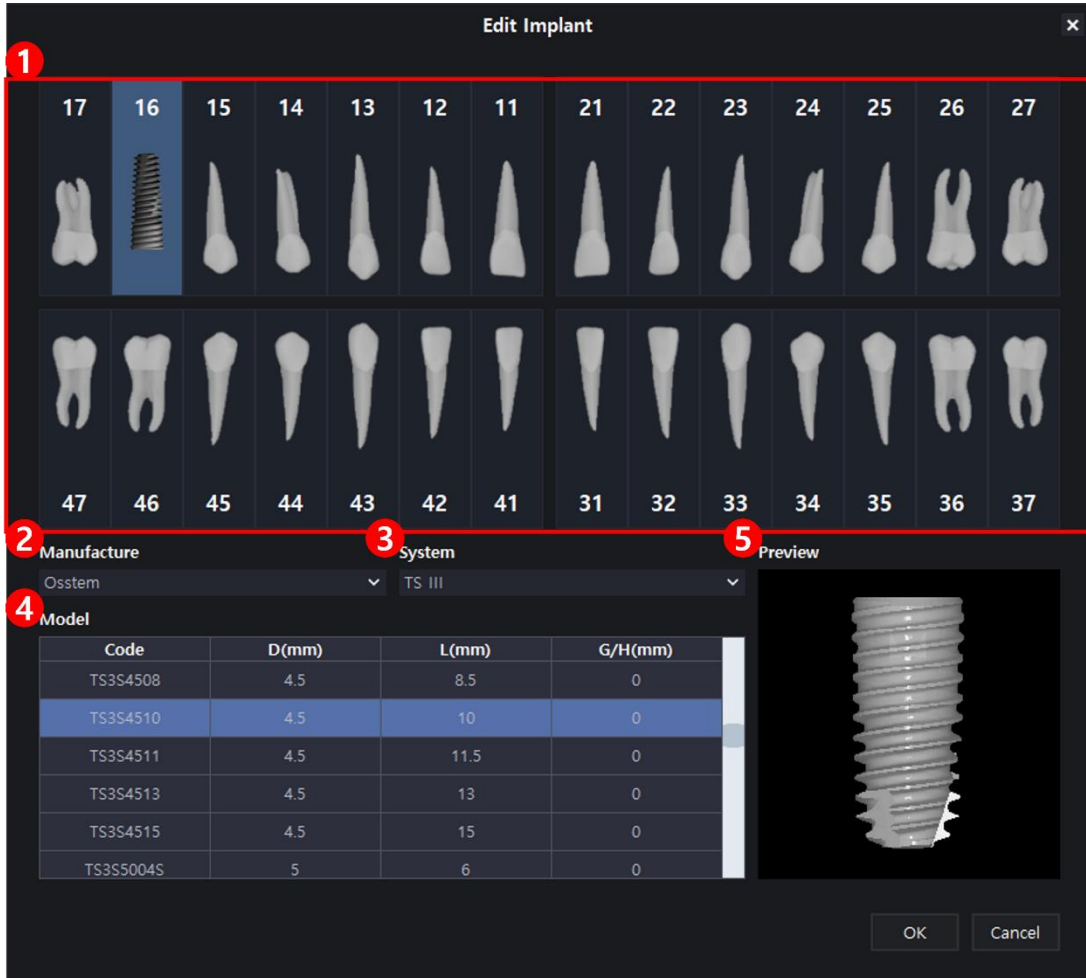 Edit Implant
1
17 16 15 14 13 12 11 21 22 23 24 25 26 27
47 46 45 44 43 42 41 31 32 33 34 35 36 37
2 Manufacture 3 System 5 Preview
Osstem TS III
4 Model
Code D(mm) L(mm) G/H(mm)
TS3S4508 4.5 8.5 0
TS3S4510 4.5 10 0
TS3S4511 4.5 11.5 0
TS3S4513 4.5 13 0
TS3S4515 4.5 15 0
TS3S5004S 5 6 0
OK Cancel